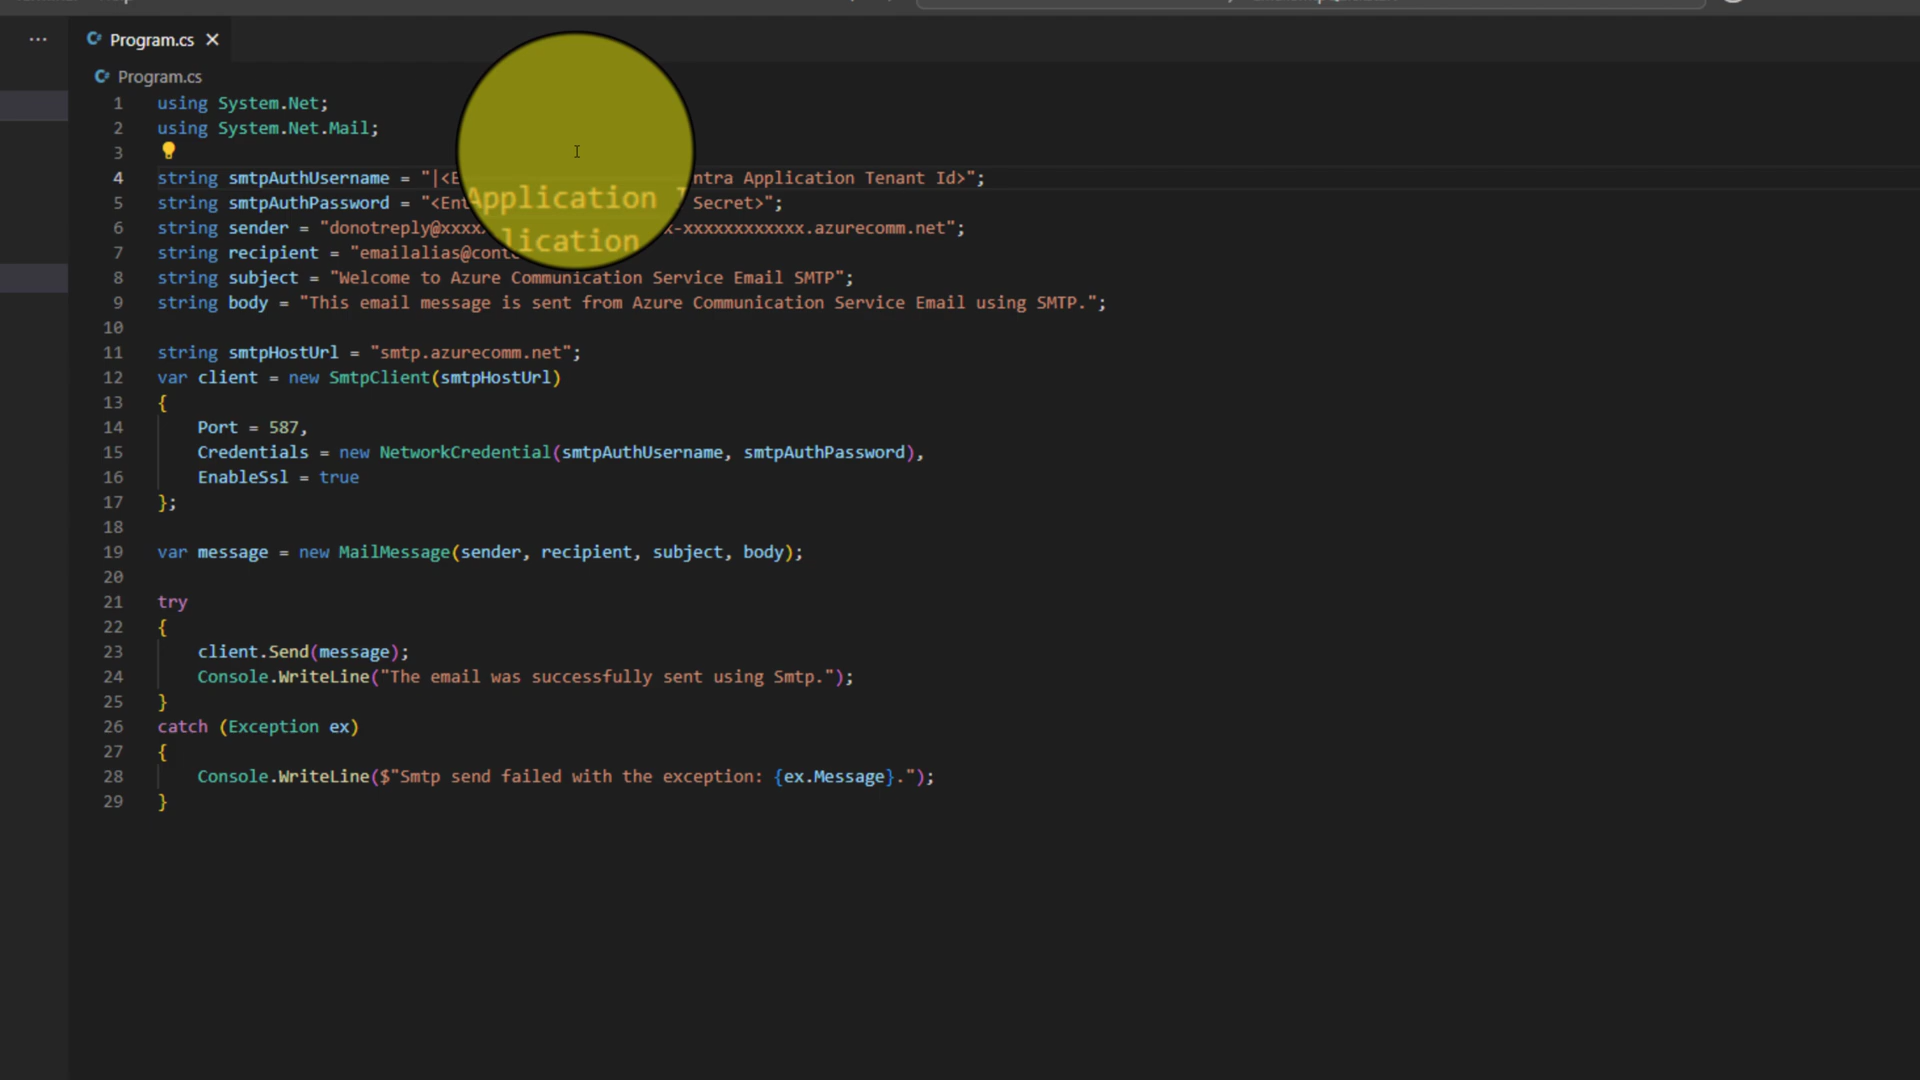 Program.cs
Program.cs
1 using System.Net;
2 using System.Net.Mail;
3
4 string smtpAuthUsername = "|< ntra Application Tenant Id>";
Application
5 string smtpAuthPassword = "<Ent Secret>";
6 string sender = "donotreply@xxxx x-xxxxxxxxxxxx.azurecomm.net";
lication
7 string recipient = "emailalias@cont
8 string subject = "Welcome to Azure Communication Service Email SMTP";
9 string body = "This email message is sent from Azure Communication Service Email using SMTP.";
10
11 string smtpHostUrl = "smtp.azurecomm.net";
12 var client = new SmtpClient(smtpHostUrl)
13 {
14 Port = 587,
15 Credentials = new NetworkCredential(smtpAuthUsername, smtpAuthPassword),
16 EnableSsl = true
17 };
18
19 var message = new MailMessage(sender, recipient, subject, body);
20
21 try
22 {
23 client.Send(message);
24 Console.WriteLine("The email was successfully sent using Smtp.");
25 }
26 catch (Exception ex)
27 {
28 Console.WriteLine($"Smtp send failed with the exception: {ex.Message}.");
29 }